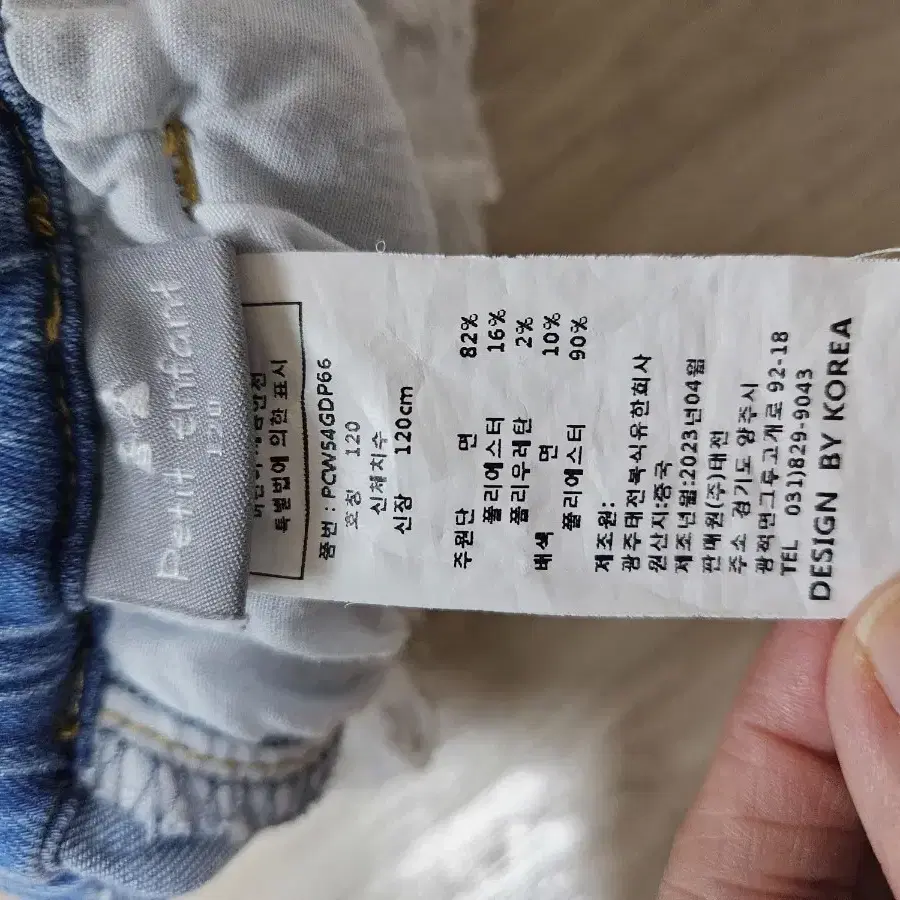 Petit Enfant
120
특별법에 의한 표시
품번 : PCW54GDP66
호칭 120
신체치수
신장 120cm
주원단 면 82%
폴리에스터 16%
폴리우레탄 2%
배색 면 10%
폴리에스터 90%
제조원:
광주태전복식유한회사
원산지:중국
제조년월:2023년04월
판매원(주)태전
주소 경기도 양주시
광적면그루고개로 92-18
TEL 031)829-9043
DESIGN BY KOREA